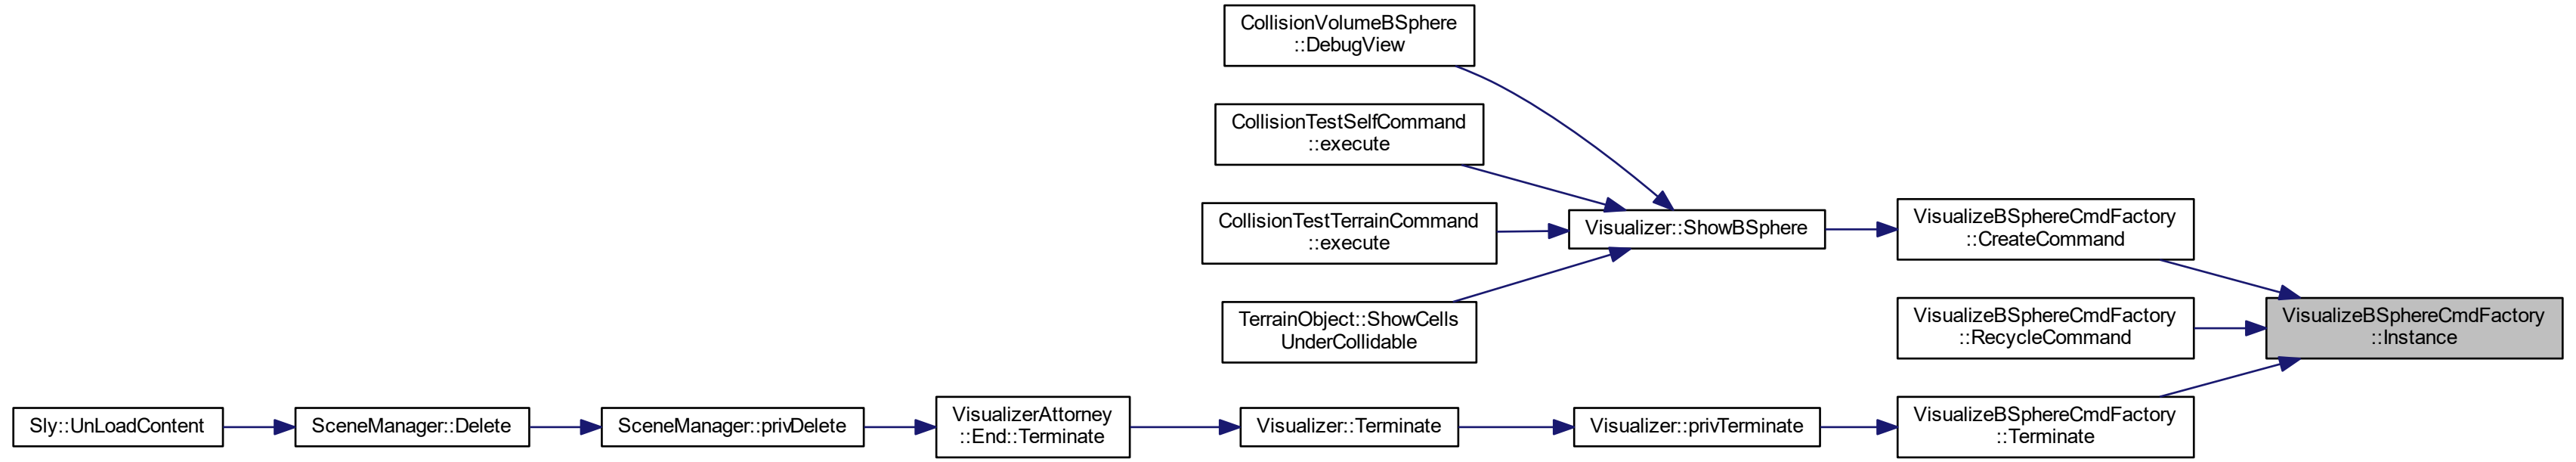 CollisionVolumeBSphere
::DebugView
CollisionTestSelfCommand
::execute
CollisionTestTerrainCommand
::execute
TerrainObject::ShowCells
UnderCollidable
Visualizer::ShowBSphere
VisualizeBSphereCmdFactory
::CreateCommand
VisualizeBSphereCmdFactory
::RecycleCommand
VisualizeBSphereCmdFactory
::Instance
Sly::UnLoadContent
SceneManager::Delete
SceneManager::privDelete
VisualizerAttorney
::End::Terminate
Visualizer::Terminate
Visualizer::privTerminate
VisualizeBSphereCmdFactory
::Terminate